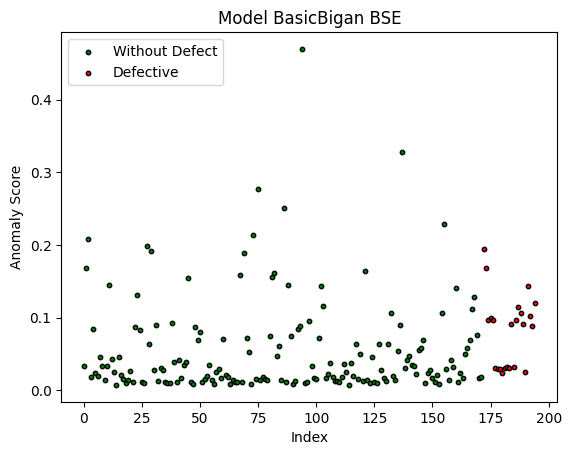 Model BasicBigan BSE
Without Defect
Defective
Anomaly Score
0.4
0.3
0.2
0.1
0.0
0 25 50 75 100 125 150 175 200
Index